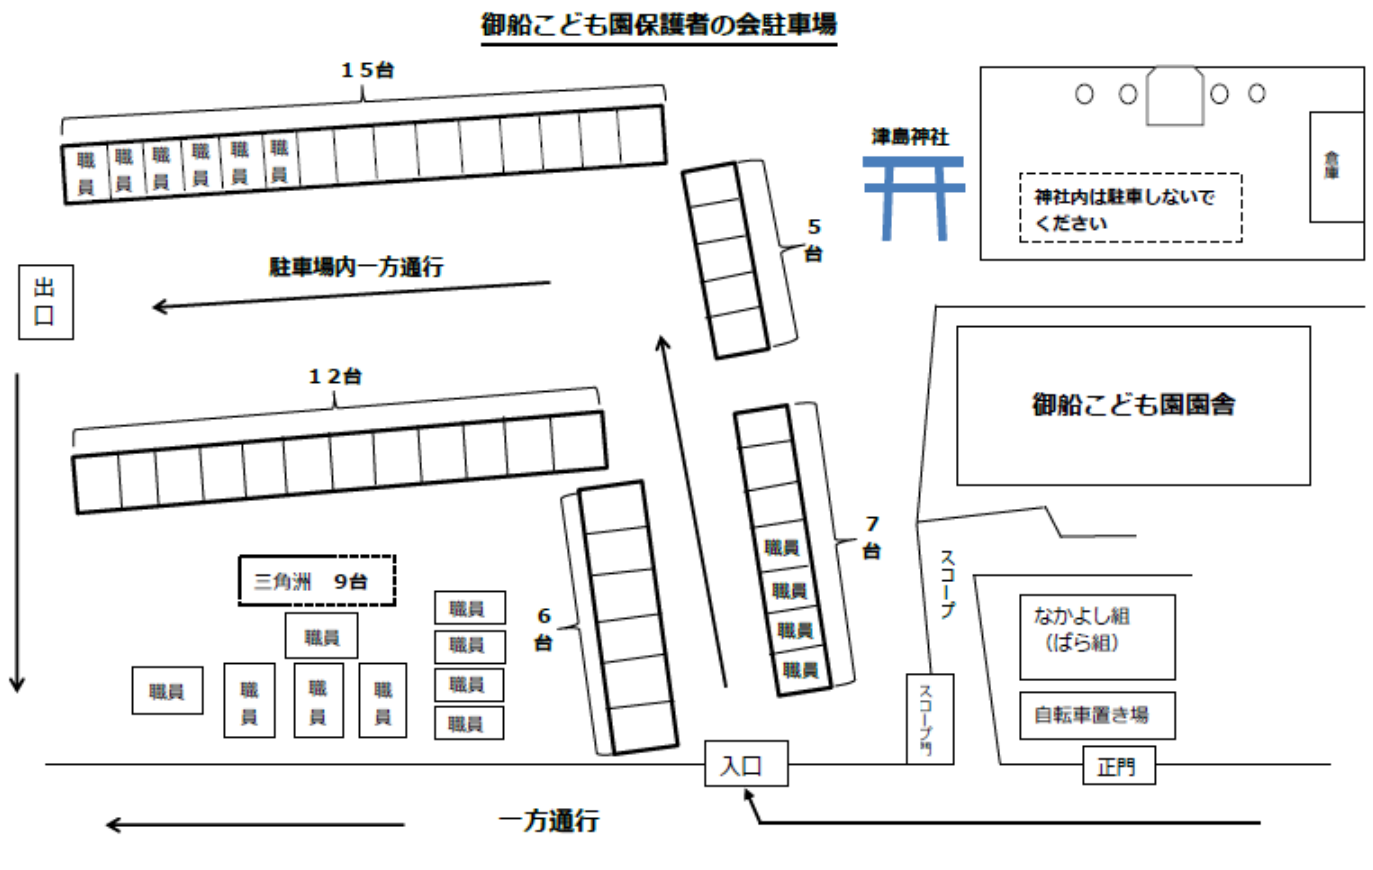 御船こども園保護者の会駐車場
１５台
職員
職員
職員
職員
職員
職員
津島神社
倉庫
神社内は駐車しないで
ください
5台
駐車場内一方通行
出口
１２台
御船こども園園舎
7台
職員
職員
職員
職員
スコープ
三角洲　9台
職員
職員
職員
職員
職員
職員
職員
職員
職員
6台
なかよし組
（ばら組）
自転車置き場
スコープ門
入口
正門
一方通行